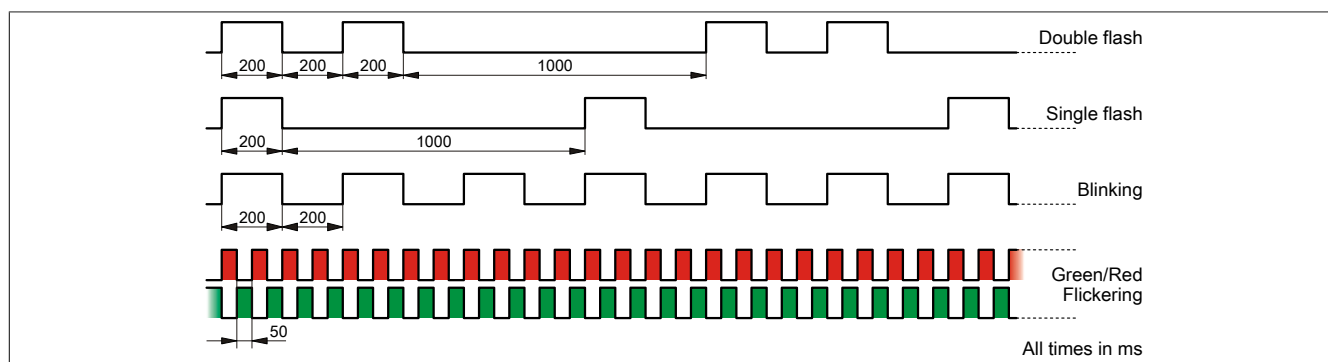 Double flash
200 200 200 1000
Single flash
200 1000
Blinking
200 200
Green/Red
Flickering
50
All times in ms